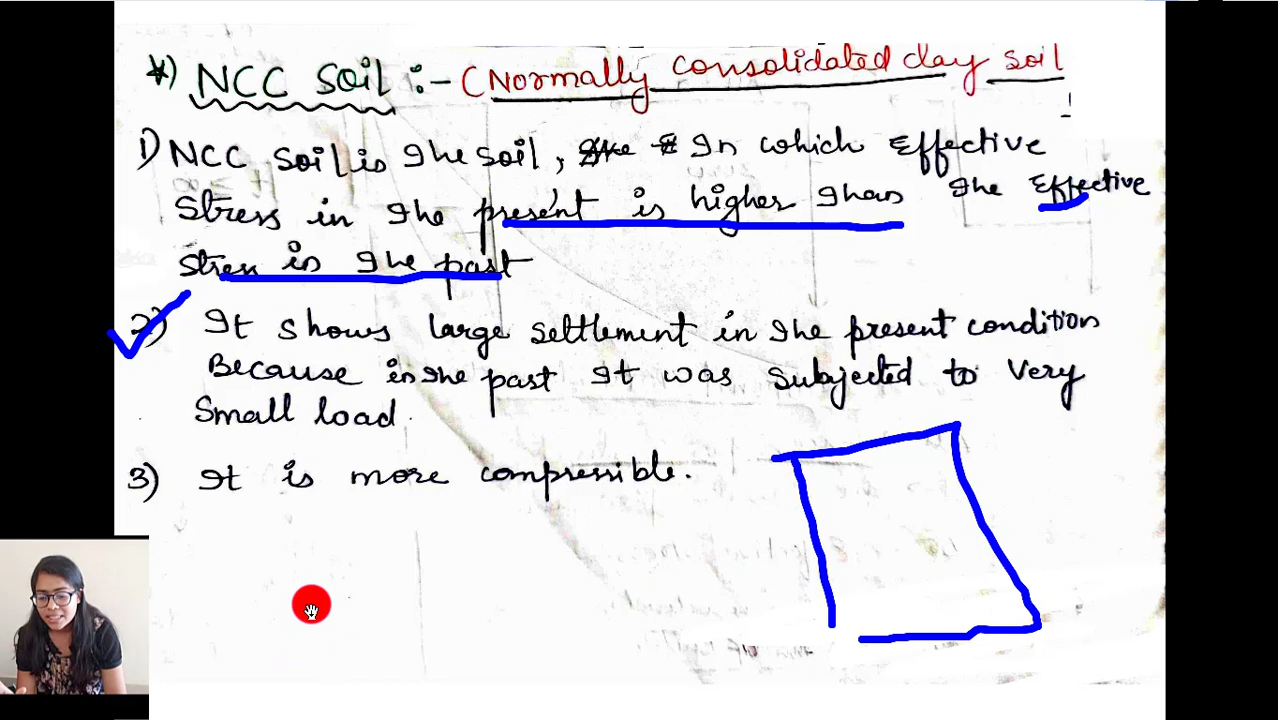 *) NCC Soil :- (Normally consolidated clay soil
1) NCC Soil is the soil, In which Effective
Stress in the present is higher than the Effective
Stress in the past
2) It shows large settlement in the present condition
Because in the past It was subjected to very
Small load.
3) It is more compressible.